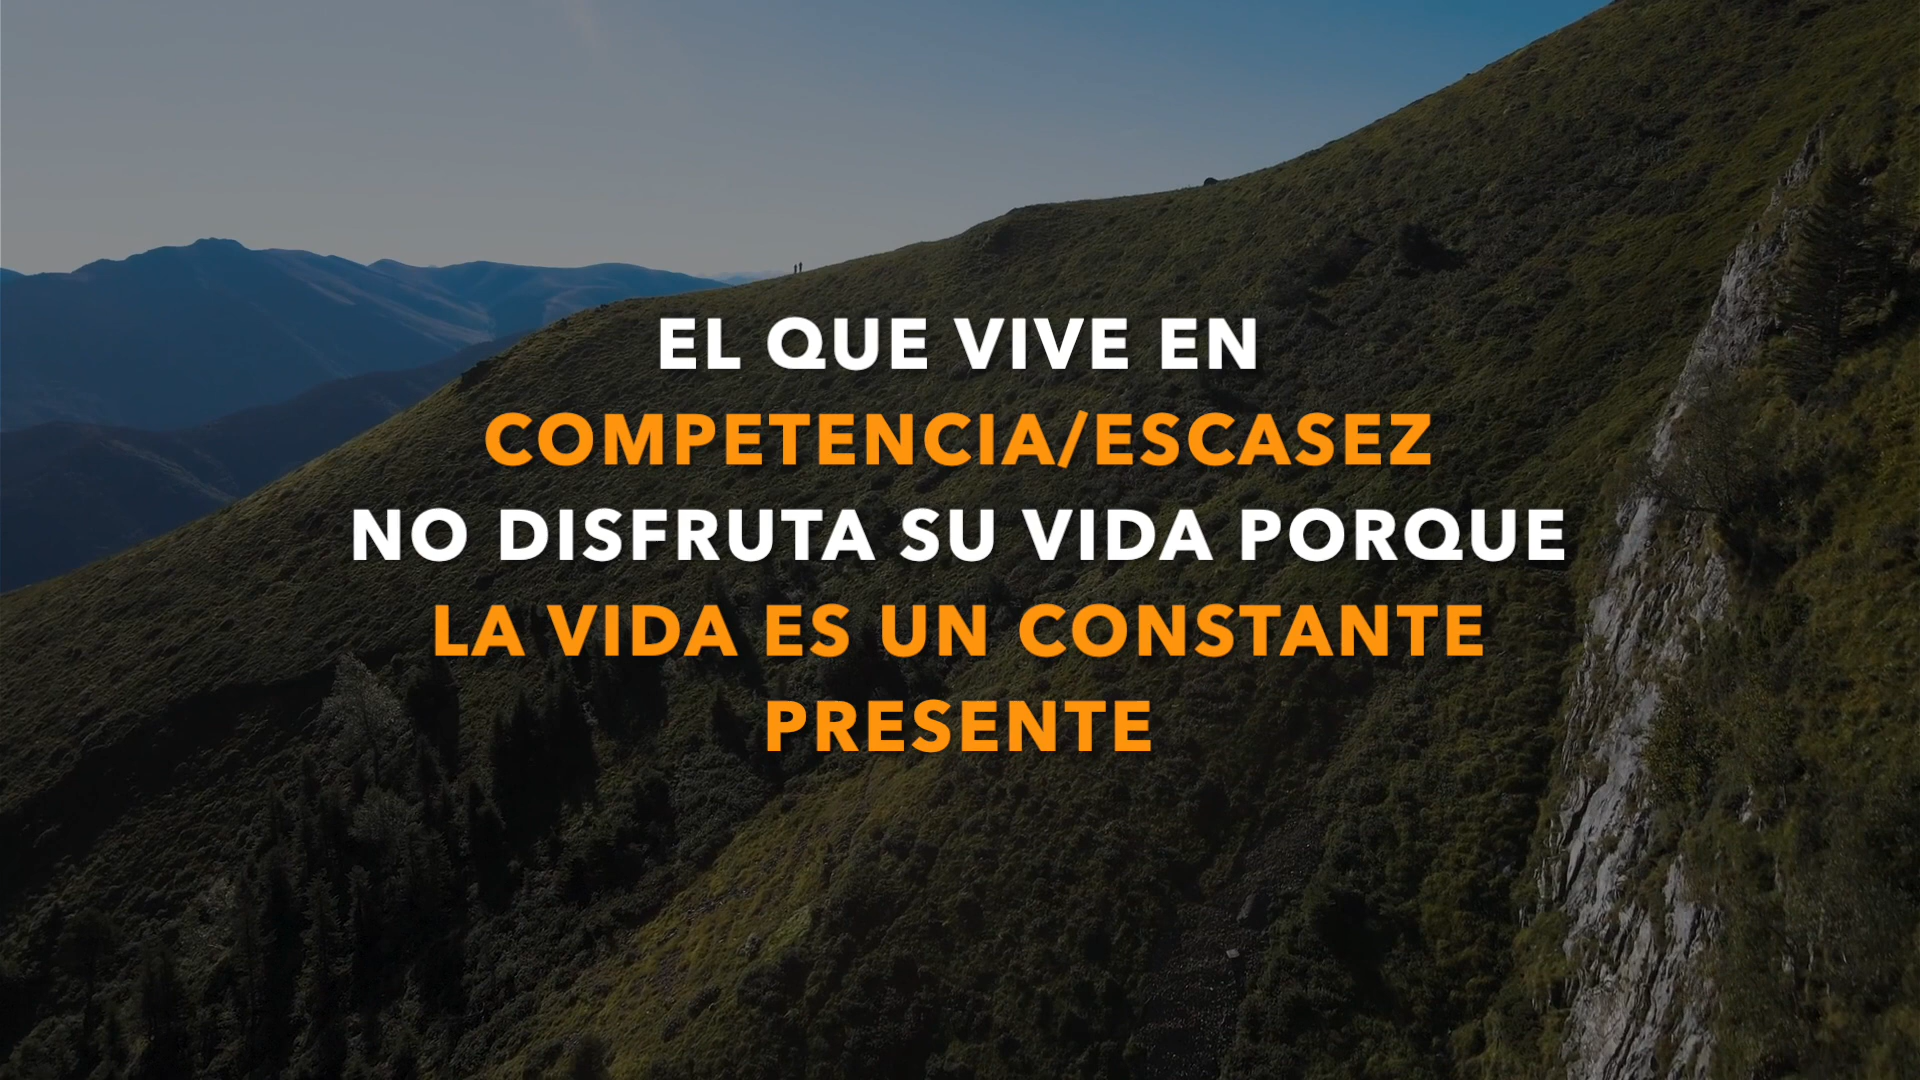 EL QUE VIVE EN
COMPETENCIA/ESCASEZ
NO DISFRUTA SU VIDA PORQUE
LA VIDA ES UN CONSTANTE
PRESENTE